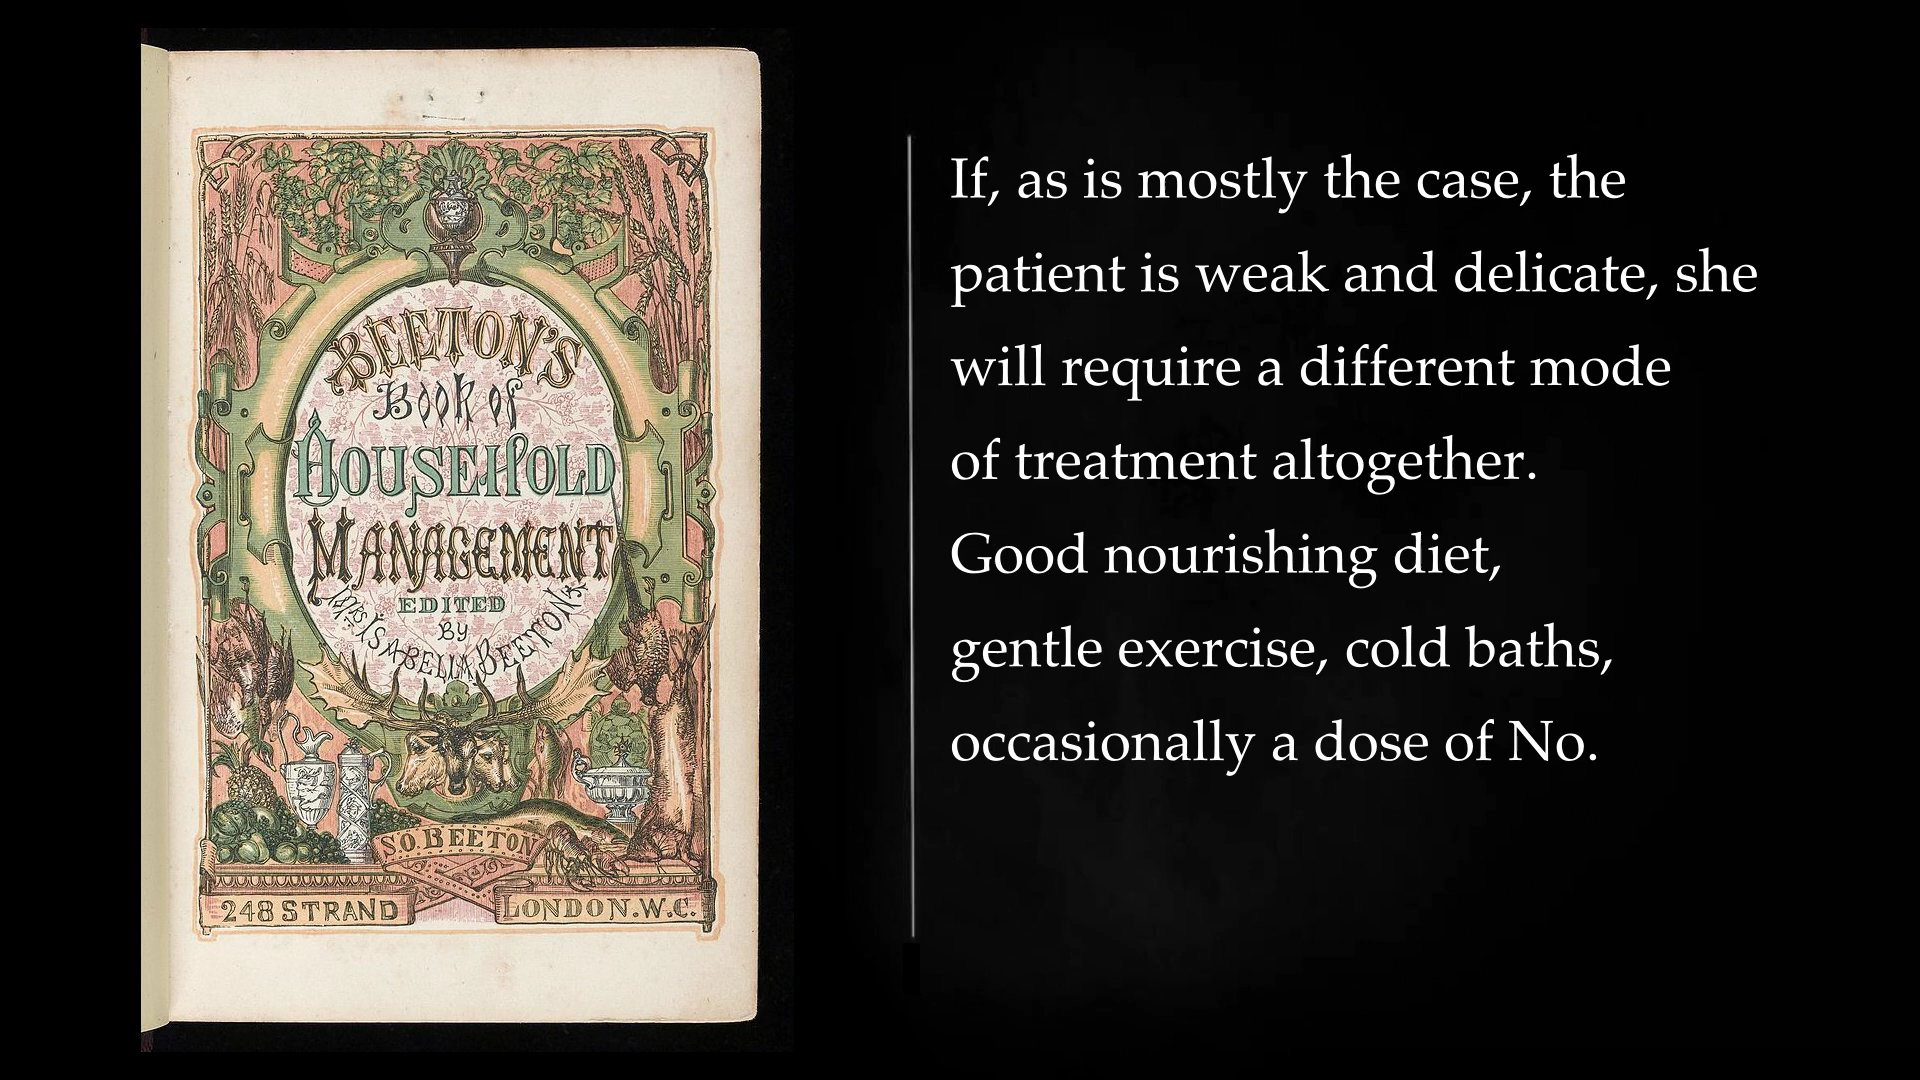 BEETON'S
Book of
HOUSEHOLD
MANAGEMENT
EDITED
BY
MRS ISABELLA BEETON
S.O. BEETON
248 STRAND
LONDON. W.C.
If, as is mostly the case, the
patient is weak and delicate, she
will require a different mode
of treatment altogether.
Good nourishing diet,
gentle exercise, cold baths,
occasionally a dose of No.